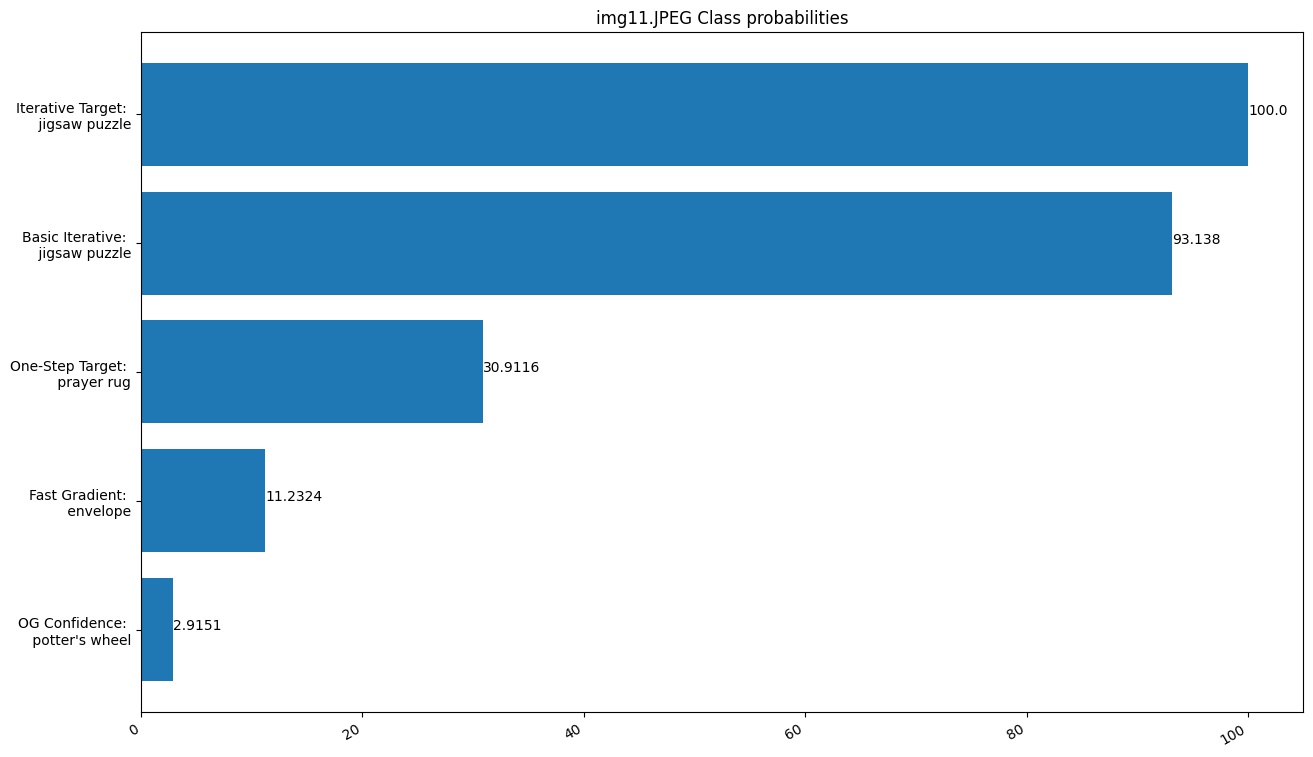 img11.JPEG Class probabilities
Iterative Target:
jigsaw puzzle
100.0
Basic Iterative:
jigsaw puzzle
93.138
One-Step Target:
prayer rug
30.9116
Fast Gradient:
envelope
11.2324
OG Confidence:
potter's wheel
2.9151
0 20 40 60 80 100